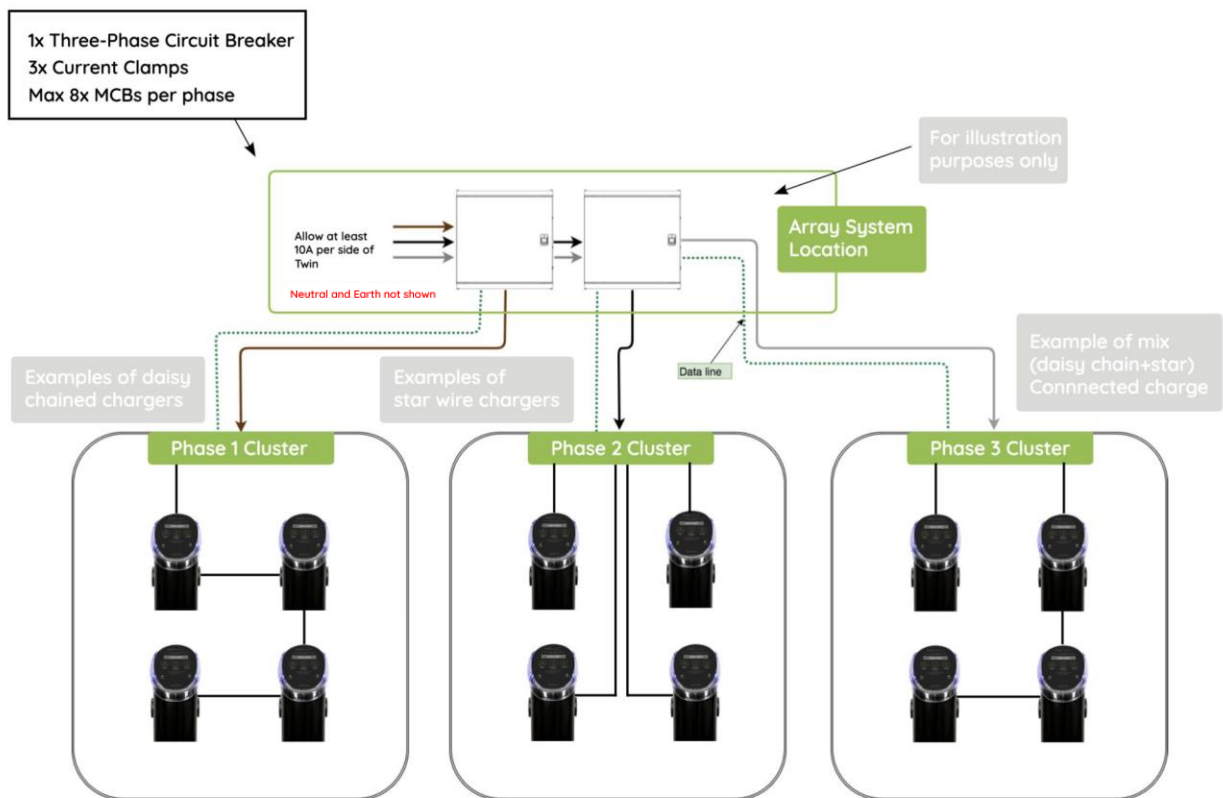 1x Three-Phase Circuit Breaker
3x Current Clamps
Max 8x MCBs per phase
For illustration
purposes only
Array System
Location
Allow at least
10A per side of
Twin
Neutral and Earth not shown
Data line
Examples of daisy
chained chargers
Examples of
star wire chargers
Example of mix
(daisy chain+star)
Connnected charge
Phase 1 Cluster
Phase 2 Cluster
Phase 3 Cluster